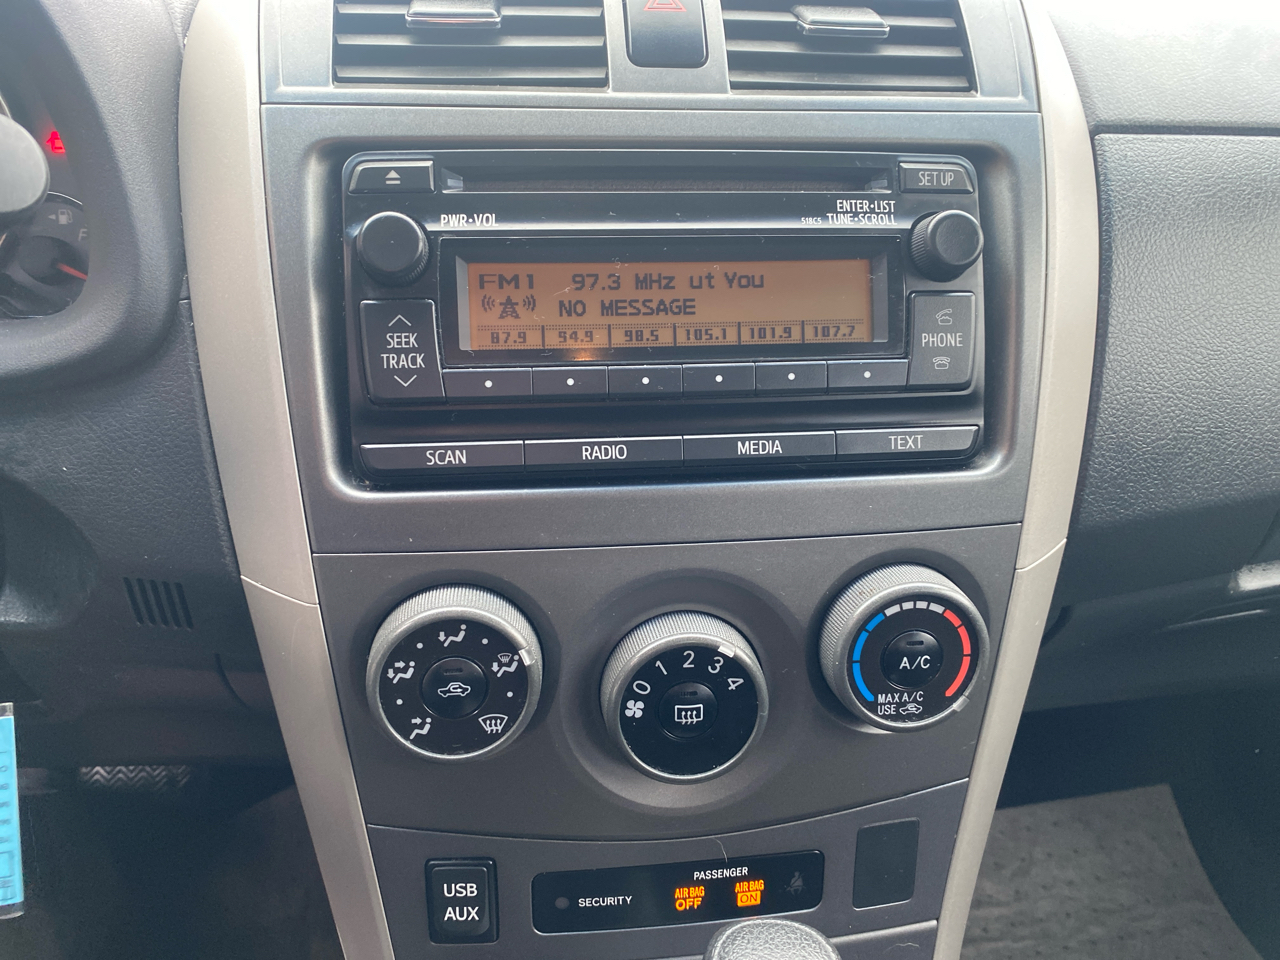 SET UP
PWR•VOL
ENTER•LIST
518C5 TUNE•SCROLL
FM1 97.3 MHz ut You
NO MESSAGE
87.9 94.9 98.5 105.1 101.9 107.7
SEEK
TRACK
PHONE
SCAN
RADIO
MEDIA
TEXT
F
0 1 2 3 4
A/C
MAX A/C
USE
USB
AUX
SECURITY
PASSENGER
AIR BAG
OFF
AIR BAG
ON